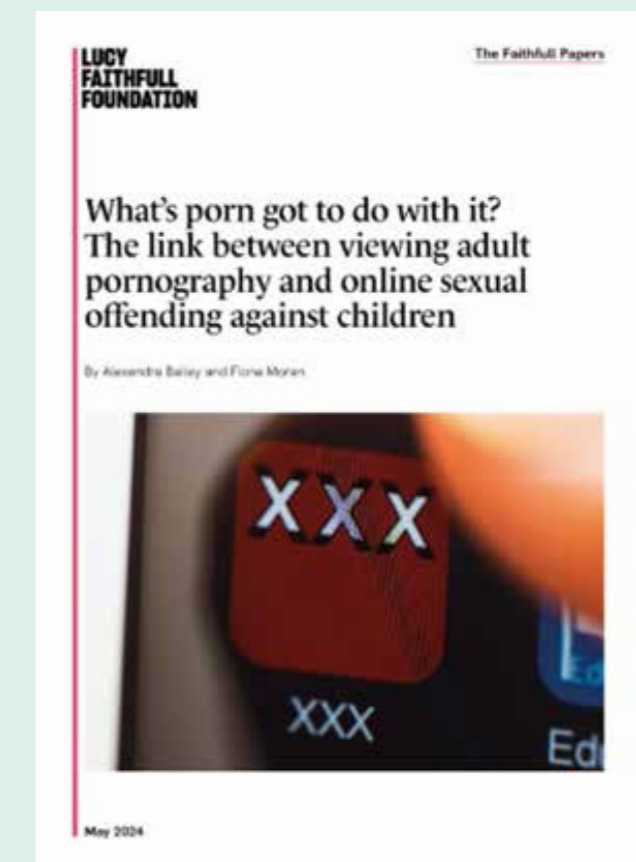 LUCY
FAITHFULL
FOUNDATION
The Faithfull Papers
What's porn got to do with it?
The link between viewing adult
pornography and online sexual
offending against children
By Alexandra Bailey and Fiona Moran
XXX
XXX
Ed
Edu
May 2024